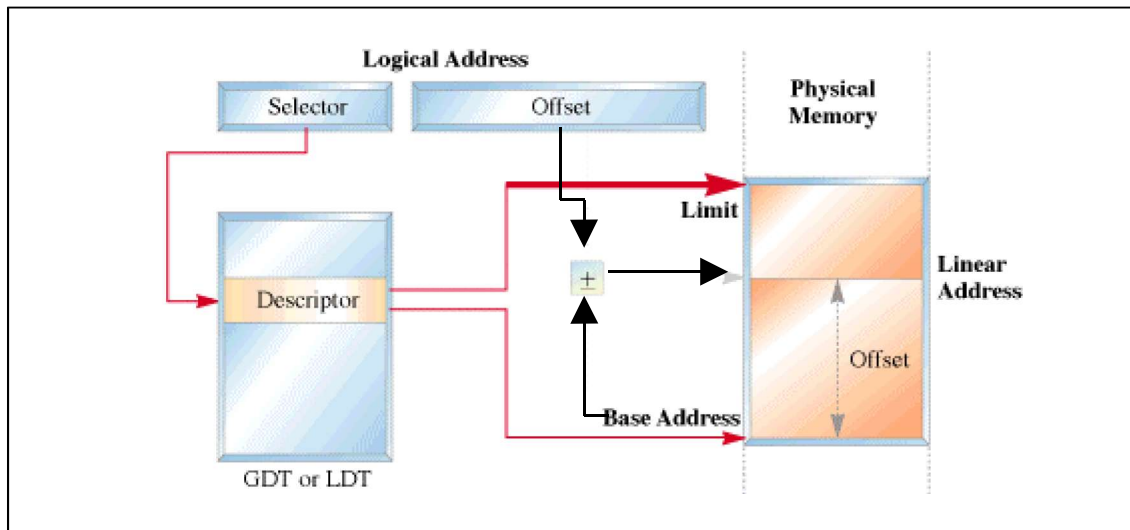 Logical Address
Selector
Offset
Physical
Memory
Limit
±
Linear
Address
Descriptor
Offset
Base Address
GDT or LDT